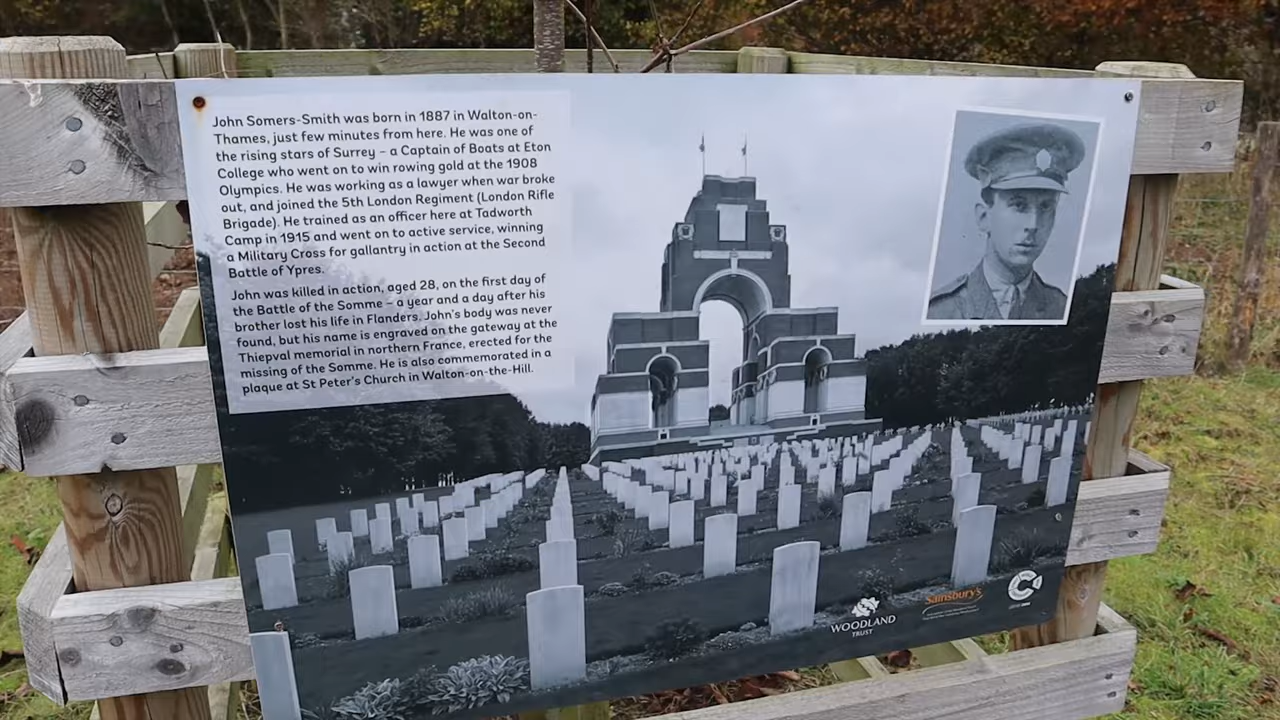 John Somers-Smith was born in 1887 in Walton-on-
Thames, just few minutes from here. He was one of
the rising stars of Surrey – a Captain of Boats at Eton
College who went on to win rowing gold at the 1908
Olympics. He was working as a lawyer when war broke
out, and joined the 5th London Regiment (London Rifle
Brigade). He trained as an officer here at Tadworth
Camp in 1915 and went on to active service, winning
a Military Cross for gallantry in action at the Second
Battle of Ypres.
John was killed in action, aged 28, on the first day of
the Battle of the Somme – a year and a day after his
brother lost his life in Flanders. John's body was never
found, but his name is engraved on the gateway at the
Thiepval memorial in northern France, erected for the
missing of the Somme. He is also commemorated in a
plaque at St Peter's Church in Walton-on-the-Hill.
WOODLAND
TRUST
Sainsbury's